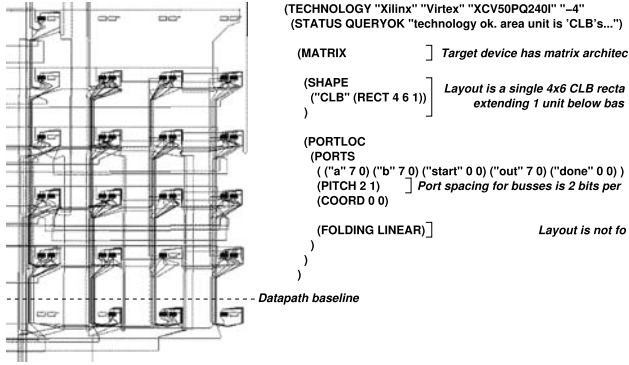 (TECHNOLOGY "Xilinx" "Virtex" "XCV50PQ240I" "−4"
(STATUS QUERYOK "technology ok. area unit is 'CLB's...")
(MATRIX Target device has matrix architec
(SHAPE
("CLB" (RECT 4 6 1))
)
Layout is a single 4x6 CLB recta
extending 1 unit below bas
(PORTLOC
(PORTS
( ("a" 7 0) ("b" 7 0) ("start" 0 0) ("out" 7 0) ("done" 0 0) )
(PITCH 2 1) Port spacing for busses is 2 bits per
(COORD 0 0)
(FOLDING LINEAR) Layout is not fo
)
)
)
Datapath baseline